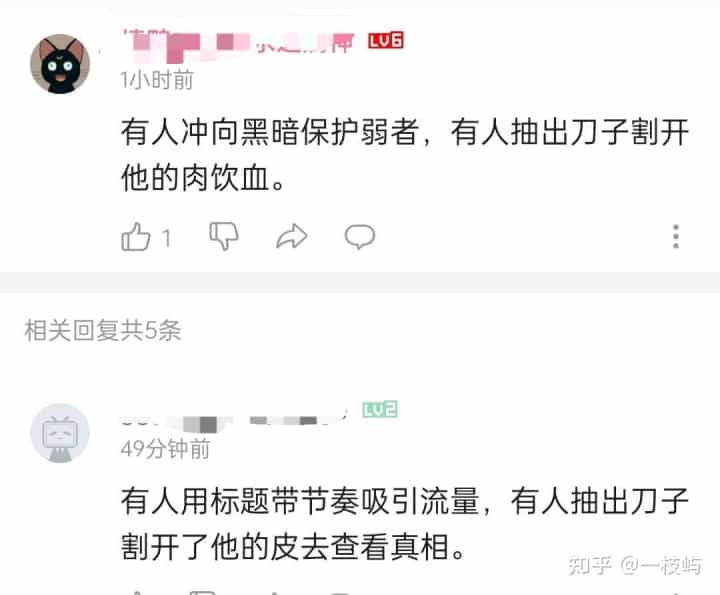 LV6
1小时前
有人冲向黑暗保护弱者，有人抽出刀子割开
他的肉饮血。
1
相关回复共5条
LV2
49分钟前
有人用标题带节奏吸引流量，有人抽出刀子
割开了他的皮去查看真相。
知乎 @一枝屿